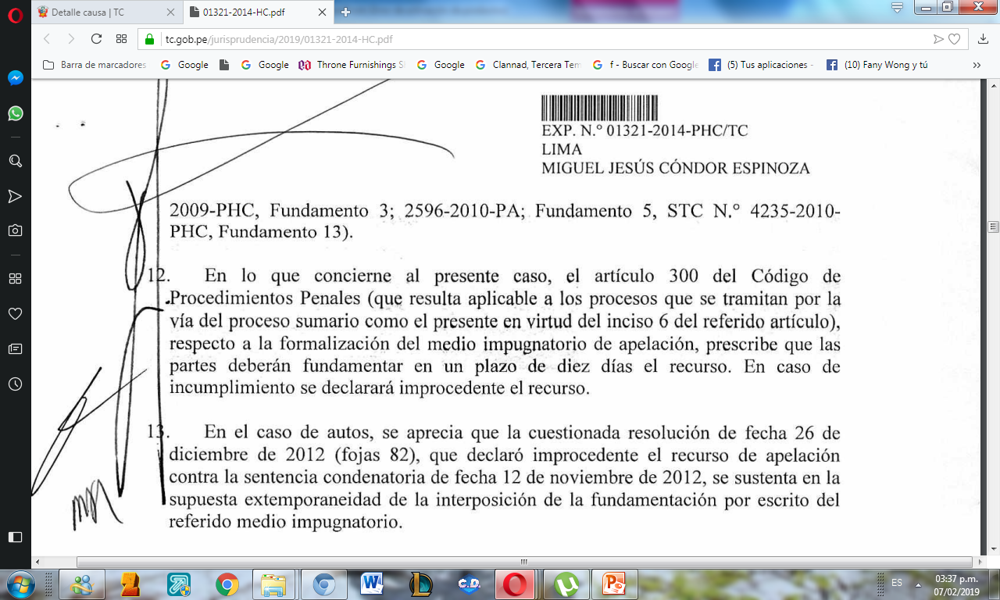 Detalle causa | TC
01321-2014-HC.pdf
tc.gob.pe/jurisprudencia/2019/01321-2014-HC.pdf
Barra de marcadores
Google
Google
Throne Furnishings S
Google
Clannad, Tercera Tem
f - Buscar con Google
(5) Tus aplicaciones -
(10) Fany Wong y tú
EXP. N.° 01321-2014-PHC/TC
LIMA
MIGUEL JESÚS CÓNDOR ESPINOZA
2009-PHC, Fundamento 3; 2596-2010-PA; Fundamento 5, STC N.° 4235-2010-
PHC, Fundamento 13).
12. En lo que concierne al presente caso, el artículo 300 del Código de
Procedimientos Penales (que resulta aplicable a los procesos que se tramitan por la
vía del proceso sumario como el presente en virtud del inciso 6 del referido artículo),
respecto a la formalización del medio impugnatorio de apelación, prescribe que las
partes deberán fundamentar en un plazo de diez días el recurso. En caso de
incumplimiento se declarará improcedente el recurso.
13. En el caso de autos, se aprecia que la cuestionada resolución de fecha 26 de
diciembre de 2012 (fojas 82), que declaró improcedente el recurso de apelación
contra la sentencia condenatoria de fecha 12 de noviembre de 2012, se sustenta en la
supuesta extemporaneidad de la interposición de la fundamentación por escrito del
referido medio impugnatorio.
C.D.
ES
03:37 p.m.
07/02/2019